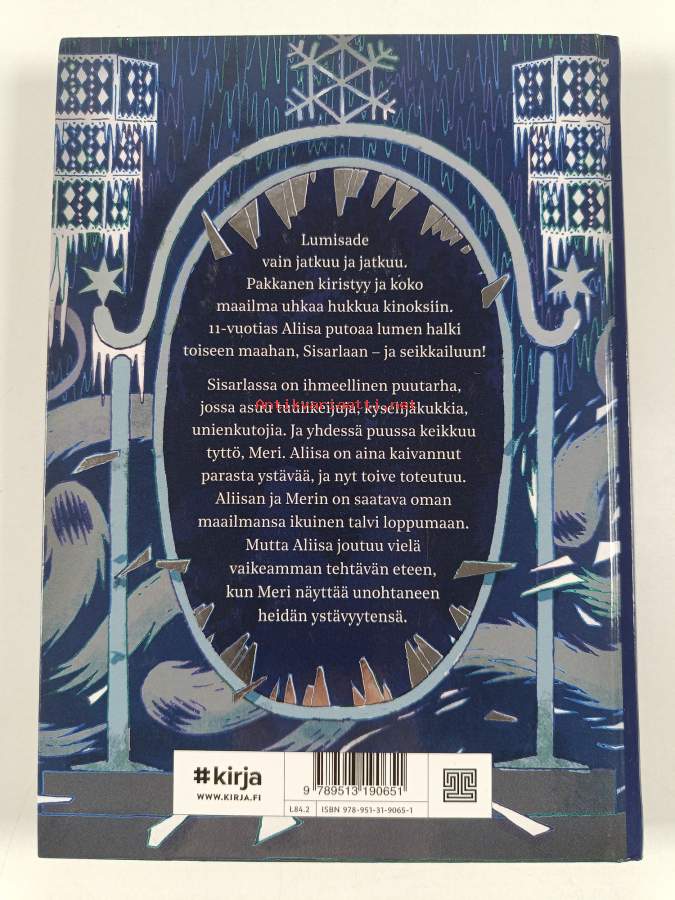 Lumisade
vain jatkuu ja jatkuu.
Pakkanen kiristyy ja koko
maailma uhkaa hukkua kinoksiin.
11-vuotias Aliisa putoaa lumen halki
toiseen maahan, Sisarlaan – ja seikkailuun!
Sisarlassa on ihmeellinen puutarha,
Antikvariaatti.net
jossa asuu tuulikeijuja, kysenjäkukkia,
unienkutojia. Ja yhdessä puussa keikkuu
tyttö, Meri. Aliisa on aina kaivannut
parasta ystävää, ja nyt toive toteutuu.
Aliisan ja Merin on saatava oman
maailmansa ikuinen talvi loppumaan.
Mutta Aliisa joutuu vielä
vaikeamman tehtävän eteen,
kun Meri näyttää unohtaneen
heidän ystävyytensä.
#kirja
WWW.KIRJA.FI
9 789513 190651
L84.2
ISBN 978-951-31-9065-1